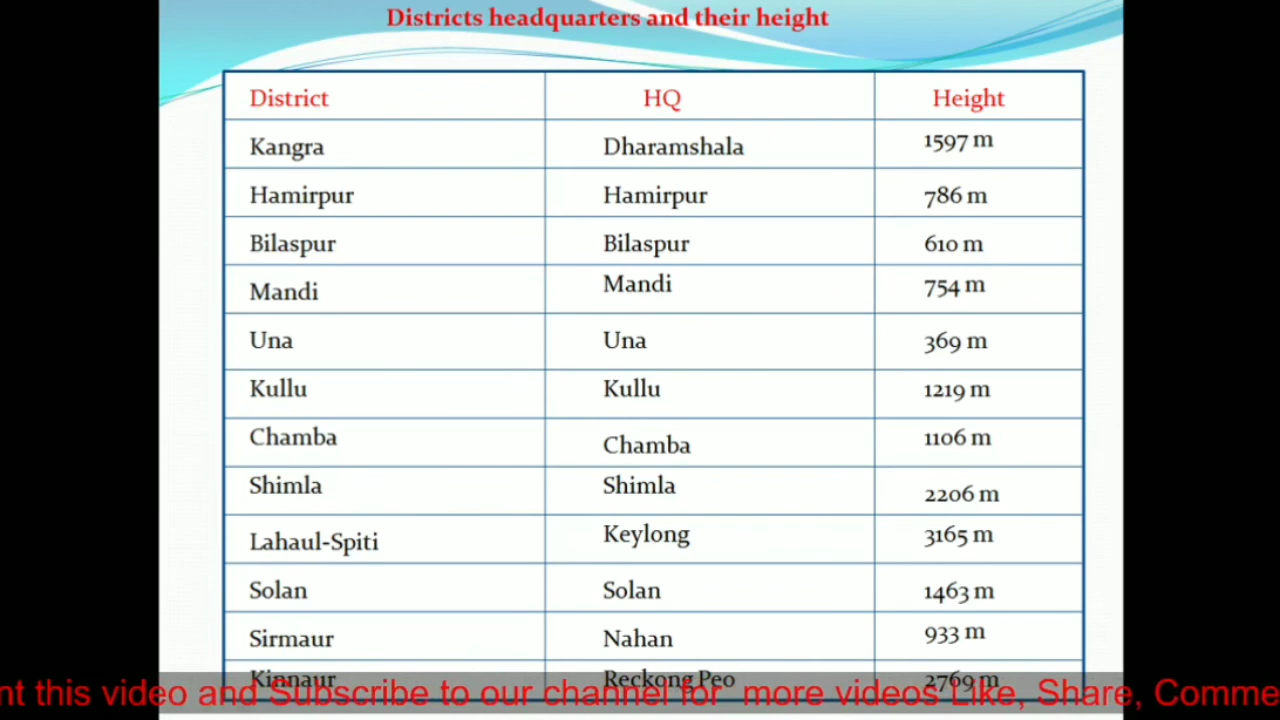 Districts headquarters and their height
District HQ Height
Kangra Dharamshala 1597 m
Hamirpur Hamirpur 786 m
Bilaspur Bilaspur 610 m
Mandi Mandi 754 m
Una Una 369 m
Kullu Kullu 1219 m
Chamba Chamba 1106 m
Shimla Shimla 2206 m
Lahaul-Spiti Keylong 3165 m
Solan Solan 1463 m
Sirmaur Nahan 933 m
Kinnaur Reckong Peo 2769 m
nt this video and Subscribe to our channel for more videos Like, Share, Comme